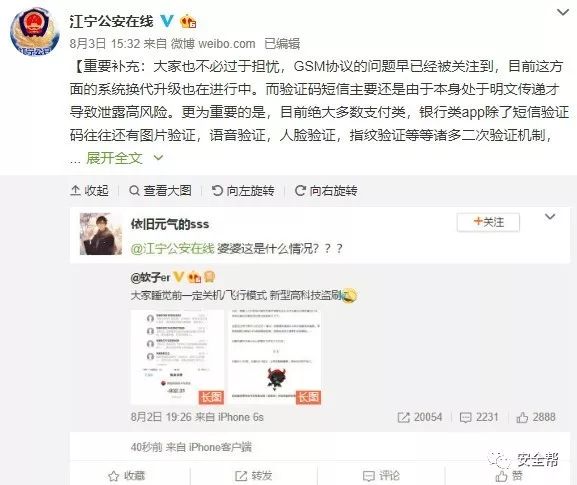 江宁公安在线
8月3日 15:32 来自 微博 weibo.com 已编辑
【重要补充：大家也不必过于担忧，GSM协议的问题早已经被关注到，目前这方
面的系统换代升级也在进行中。而验证码短信主要还是由于本身处于明文传递才
导致泄露高风险。更为重要的是，目前绝大多数支付类，银行类app除了短信验证
码往往还有图片验证，语音验证，人脸验证，指纹验证等等诸多二次验证机制，
... 展开全文
收起 查看大图 向左旋转 向右旋转
依旧元气的sss
+关注
@江宁公安在线 婆婆这是什么情况？？？
@软子er
大家睡觉前一定关机/飞行模式 新型高科技盗刷
长图
长图
8月2日 19:26 来自 iPhone 6s
20054 2231 2888
40秒前 来自 iPhone客户端
安全帮
收藏 转发 评论 赞